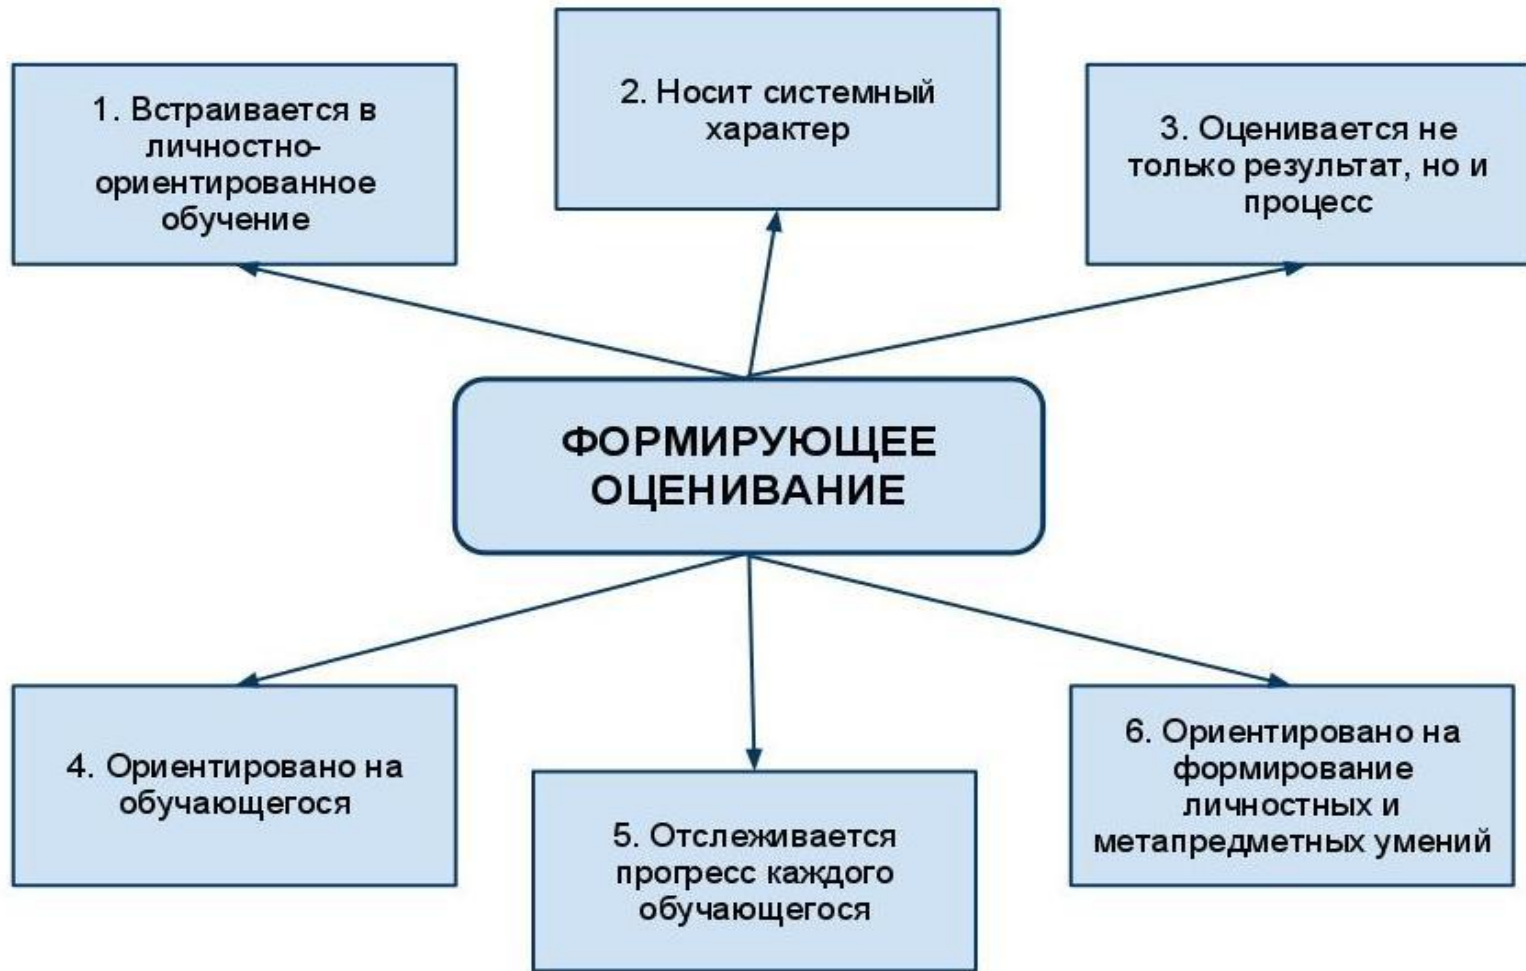 1. Встраивается в
личностно-
ориентированное
обучение
2. Носит системный
характер
3. Оценивается не
только результат, но и
процесс
ФОРМИРУЮЩЕЕ
ОЦЕНИВАНИЕ
4. Ориентировано на
обучающегося
5. Отслеживается
прогресс каждого
обучающегося
6. Ориентировано на
формирование
личностных и
метапредметных умений